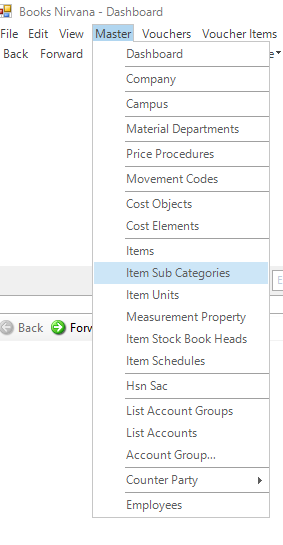 Books Nirvana - Dashboard
File Edit View Master Vouchers Voucher Items
Back Forward
Dashboard
Company
Campus
Material Departments
Price Procedures
Movement Codes
Cost Objects
Cost Elements
Items
Item Sub Categories
Item Units
Measurement Property
Back
Item Stock Book Heads
Item Schedules
Hsn Sac
List Account Groups
List Accounts
Account Group...
Counter Party
Employees